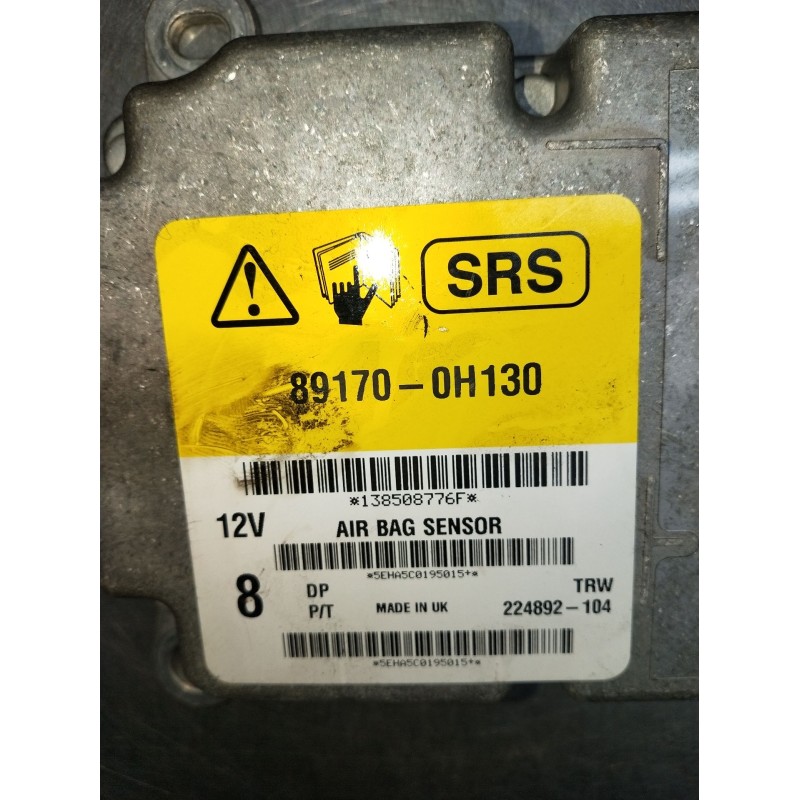 SRS
89170-0H130
*138508776F*
12V AIR BAG SENSOR
*5EHA5C0195015+*
8 DP TRW
P/T MADE IN UK 224892-104
*5EHA5C0195015+*